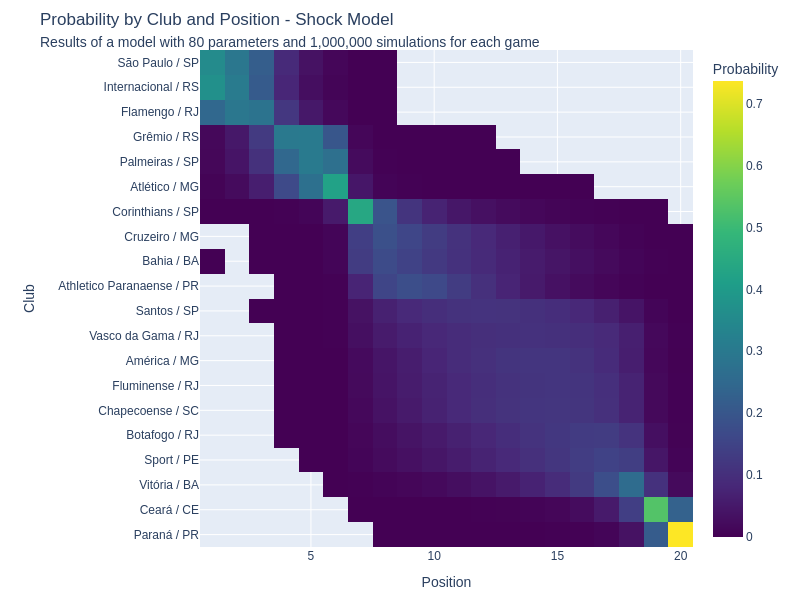 Probability by Club and Position - Shock Model
Results of a model with 80 parameters and 1,000,000 simulations for each game
Probability
São Paulo / SP
Internacional / RS
Flamengo / RJ
Grêmio / RS
Palmeiras / SP
Atlético / MG
Corinthians / SP
Cruzeiro / MG
Bahia / BA
Athletico Paranaense / PR
Santos / SP
Vasco da Gama / RJ
América / MG
Fluminense / RJ
Chapecoense / SC
Botafogo / RJ
Sport / PE
Vitória / BA
Ceará / CE
Paraná / PR
Club
5
10
15
20
Position
0.7
0.6
0.5
0.4
0.3
0.2
0.1
0